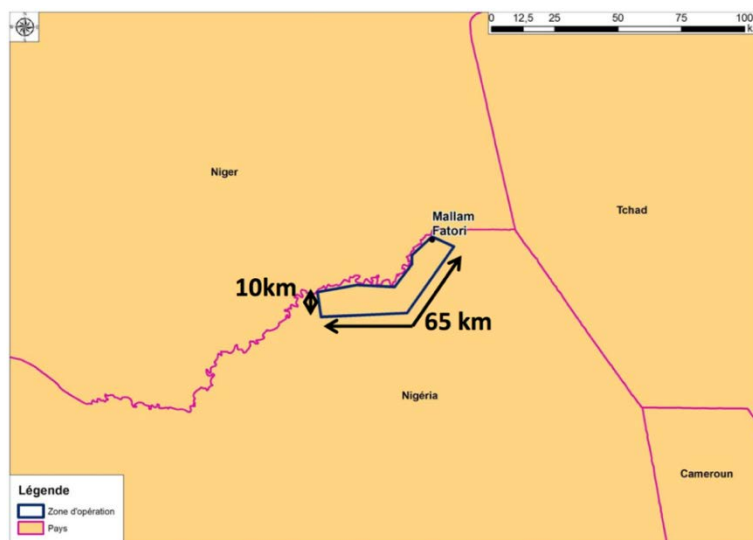 0 12,5 25 50 75 100
k
Niger
Tchad
Mallam
Fatori
10km
65 km
Nigéria
Cameroun
Légende
Zone d'opération
Pays